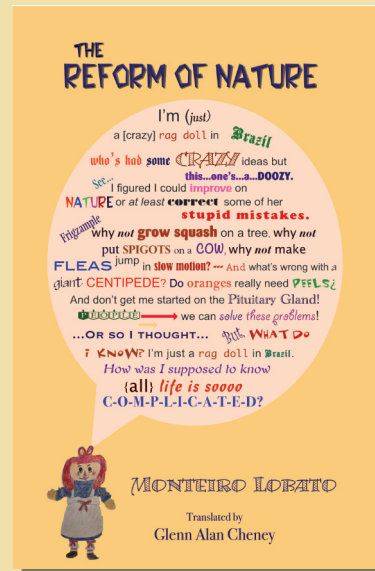 THE
REFORM OF NATURE
I'm (just)
a [crazy] rag doll in Brazil
who's had some CRAZY ideas but
this...one's...a...DOOZY.
See...
I figured I could improve on
NATURE or at least correct some of her
stupid mistakes.
Frigzample
why not grow squash on a tree, why not
put SPIGOTS on a COW, why not make
FLEAS jump in slow motion? --- And what's wrong with a
giant CENTIPEDE? Do oranges really need PEELS¿
And don't get me started on the Pituitary Gland!
we can solve these problems!
...OR SO I THOUGHT... But, WHAT DO
i KNOW? I'm just a rag doll in Brazil.
How was I supposed to know
{all} life is soooo
C-O-M-P-L-I-C-A-T-E-D?
MONTEIRO LOBATO
Translated by
Glenn Alan Cheney